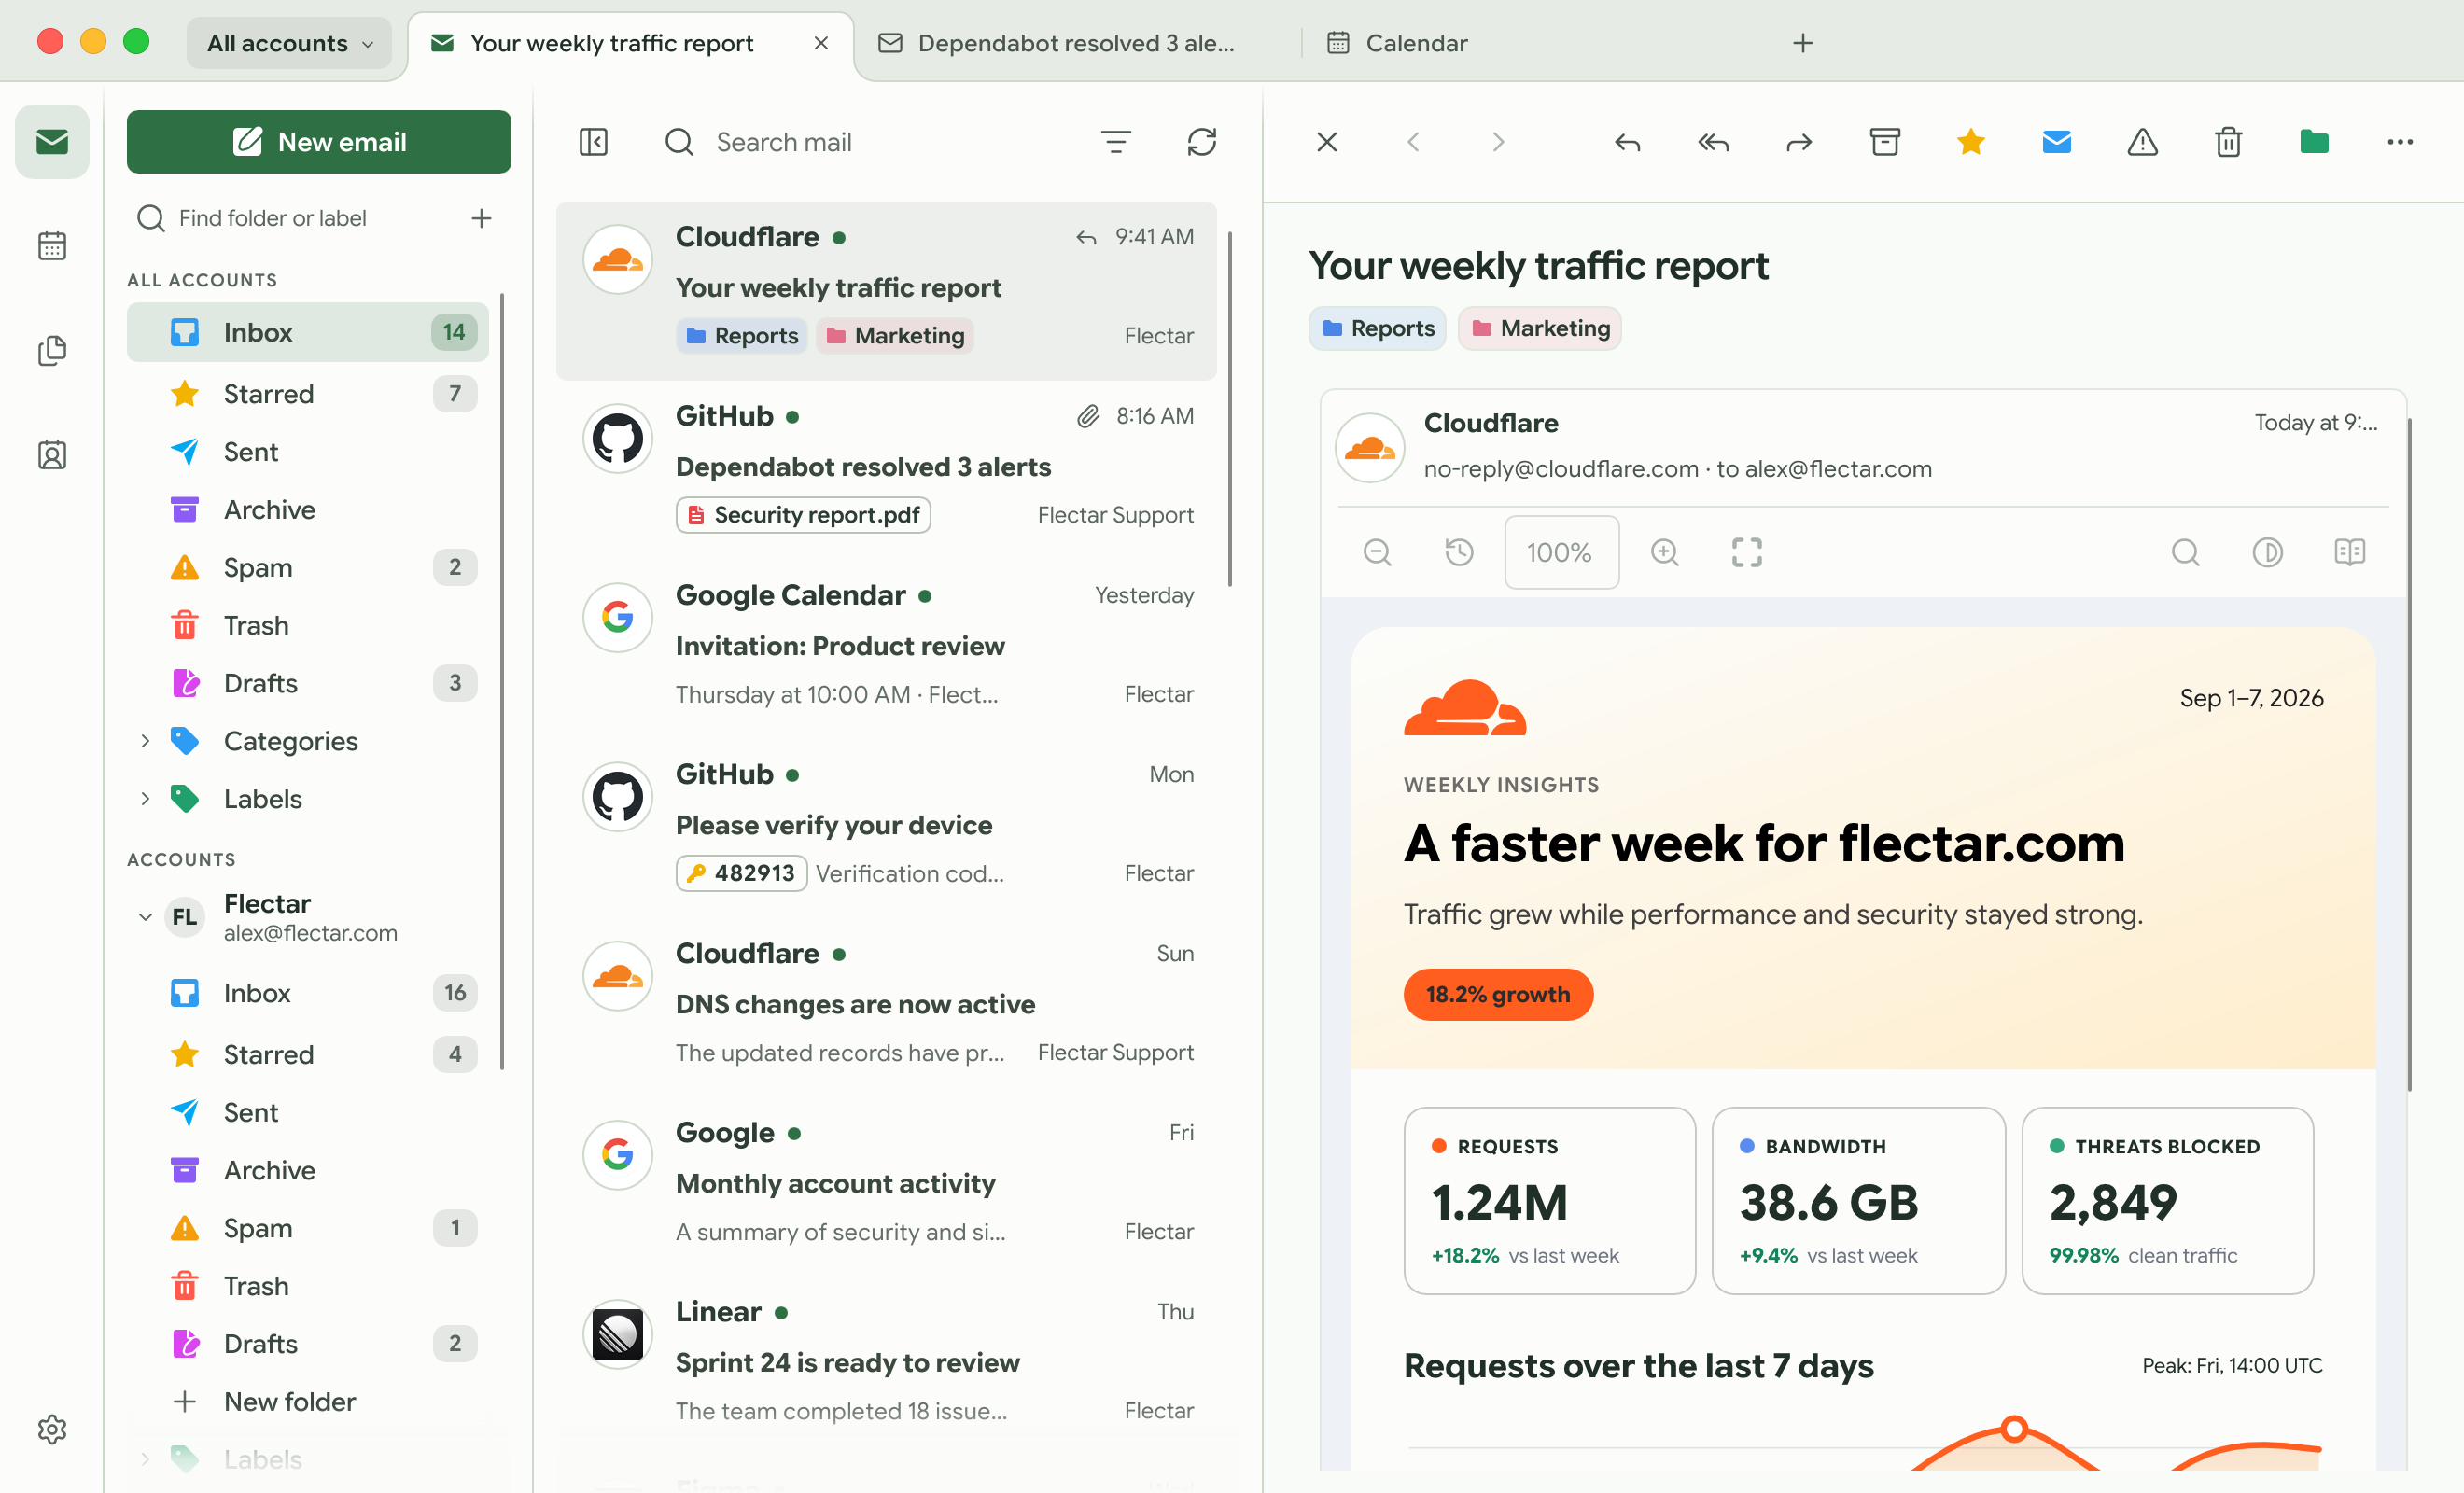 All accounts
Your weekly traffic report
Dependabot resolved 3 ale...
Calendar
New email
Find folder or label
ALL ACCOUNTS
Inbox 14
Starred 7
Sent
Archive
Spam 2
Trash
Drafts 3
Categories
Labels
ACCOUNTS
FL
Flectar
alex@flectar.com
Inbox 16
Starred 4
Sent
Archive
Spam 1
Trash
Drafts 2
New folder
Labels
Search mail
Cloudflare 9:41 AM
Your weekly traffic report
Reports Marketing Flectar
GitHub 8:16 AM
Dependabot resolved 3 alerts
Security report.pdf Flectar Support
Google Calendar Yesterday
Invitation: Product review
Thursday at 10:00 AM · Flect... Flectar
GitHub Mon
Please verify your device
482913 Verification cod... Flectar
Cloudflare Sun
DNS changes are now active
The updated records have pr... Flectar Support
Google Fri
Monthly account activity
A summary of security and si... Flectar
Linear Thu
Sprint 24 is ready to review
The team completed 18 issue... Flectar
Your weekly traffic report
Reports Marketing
Cloudflare Today at 9:...
no-reply@cloudflare.com · to alex@flectar.com
100%
Sep 1–7, 2026
WEEKLY INSIGHTS
A faster week for flectar.com
Traffic grew while performance and security stayed strong.
18.2% growth
REQUESTS
1.24M
+18.2% vs last week
BANDWIDTH
38.6 GB
+9.4% vs last week
THREATS BLOCKED
2,849
99.98% clean traffic
Requests over the last 7 days Peak: Fri, 14:00 UTC